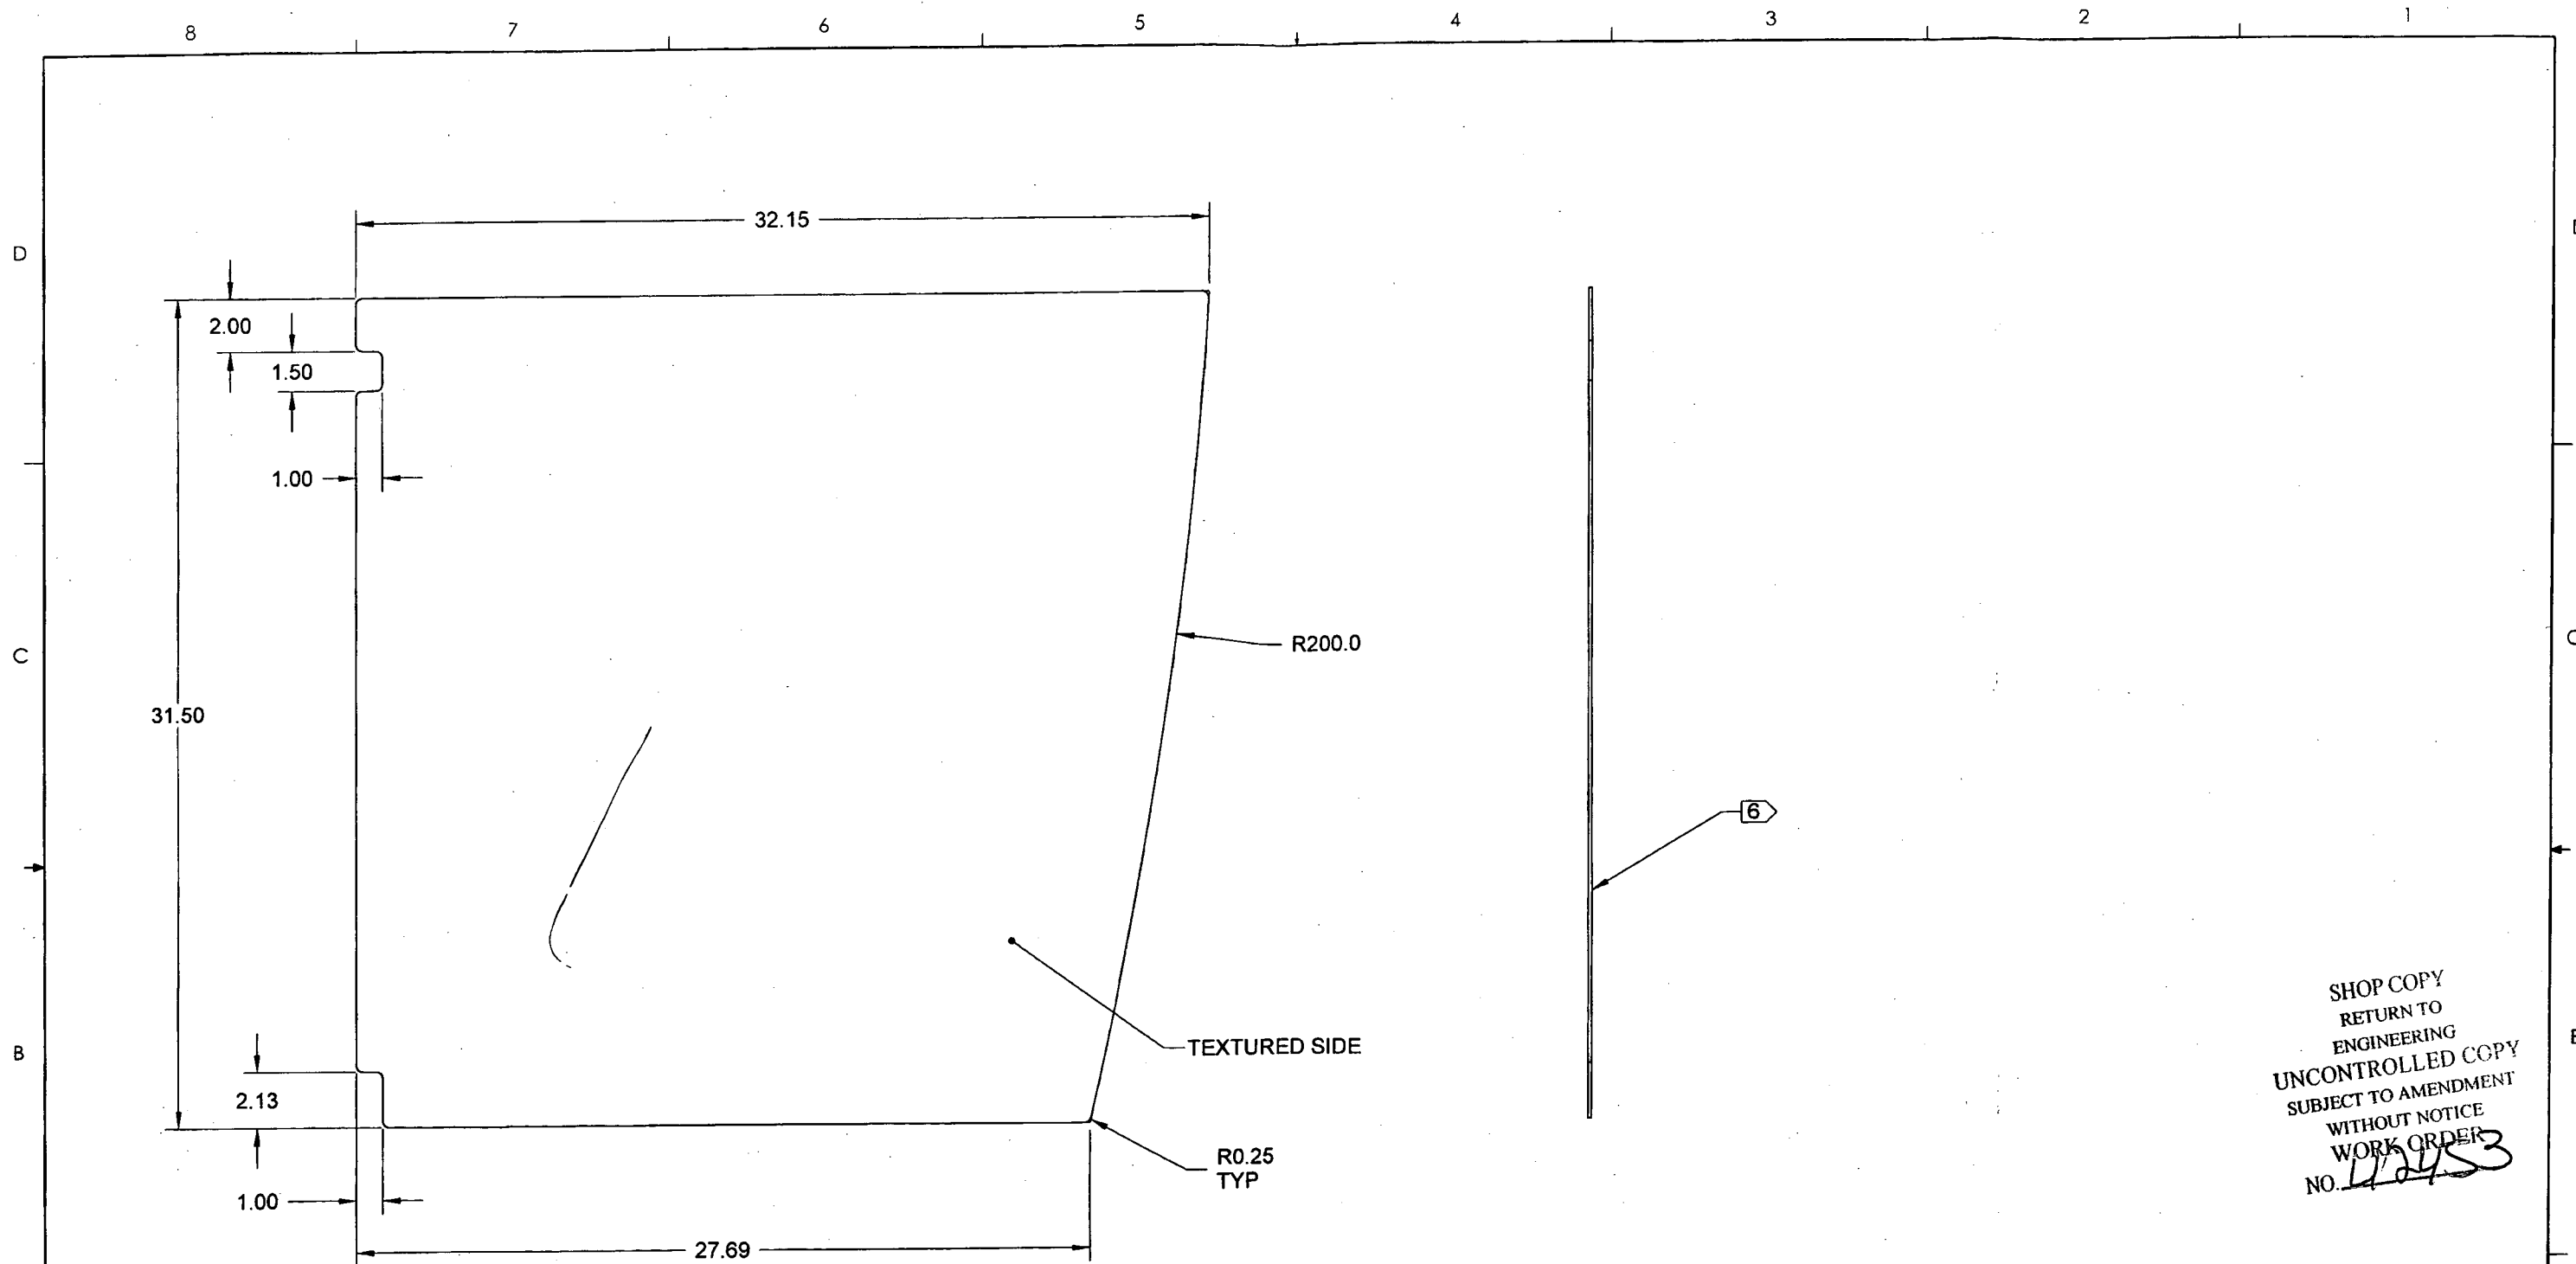 8 7 6 5 4 3 2 1
32.15
D
2.00
1.50
1.00
C
R200.0
31.50
6
TEXTURED SIDE
B
2.13
R0.25
TYP
1.00
27.69
SHOP COPY
RETURN TO
ENGINEERING
UNCONTROLLED COPY
SUBJECT TO AMENDMENT
WITHOUT NOTICE
WORK ORDER
NO. 42453